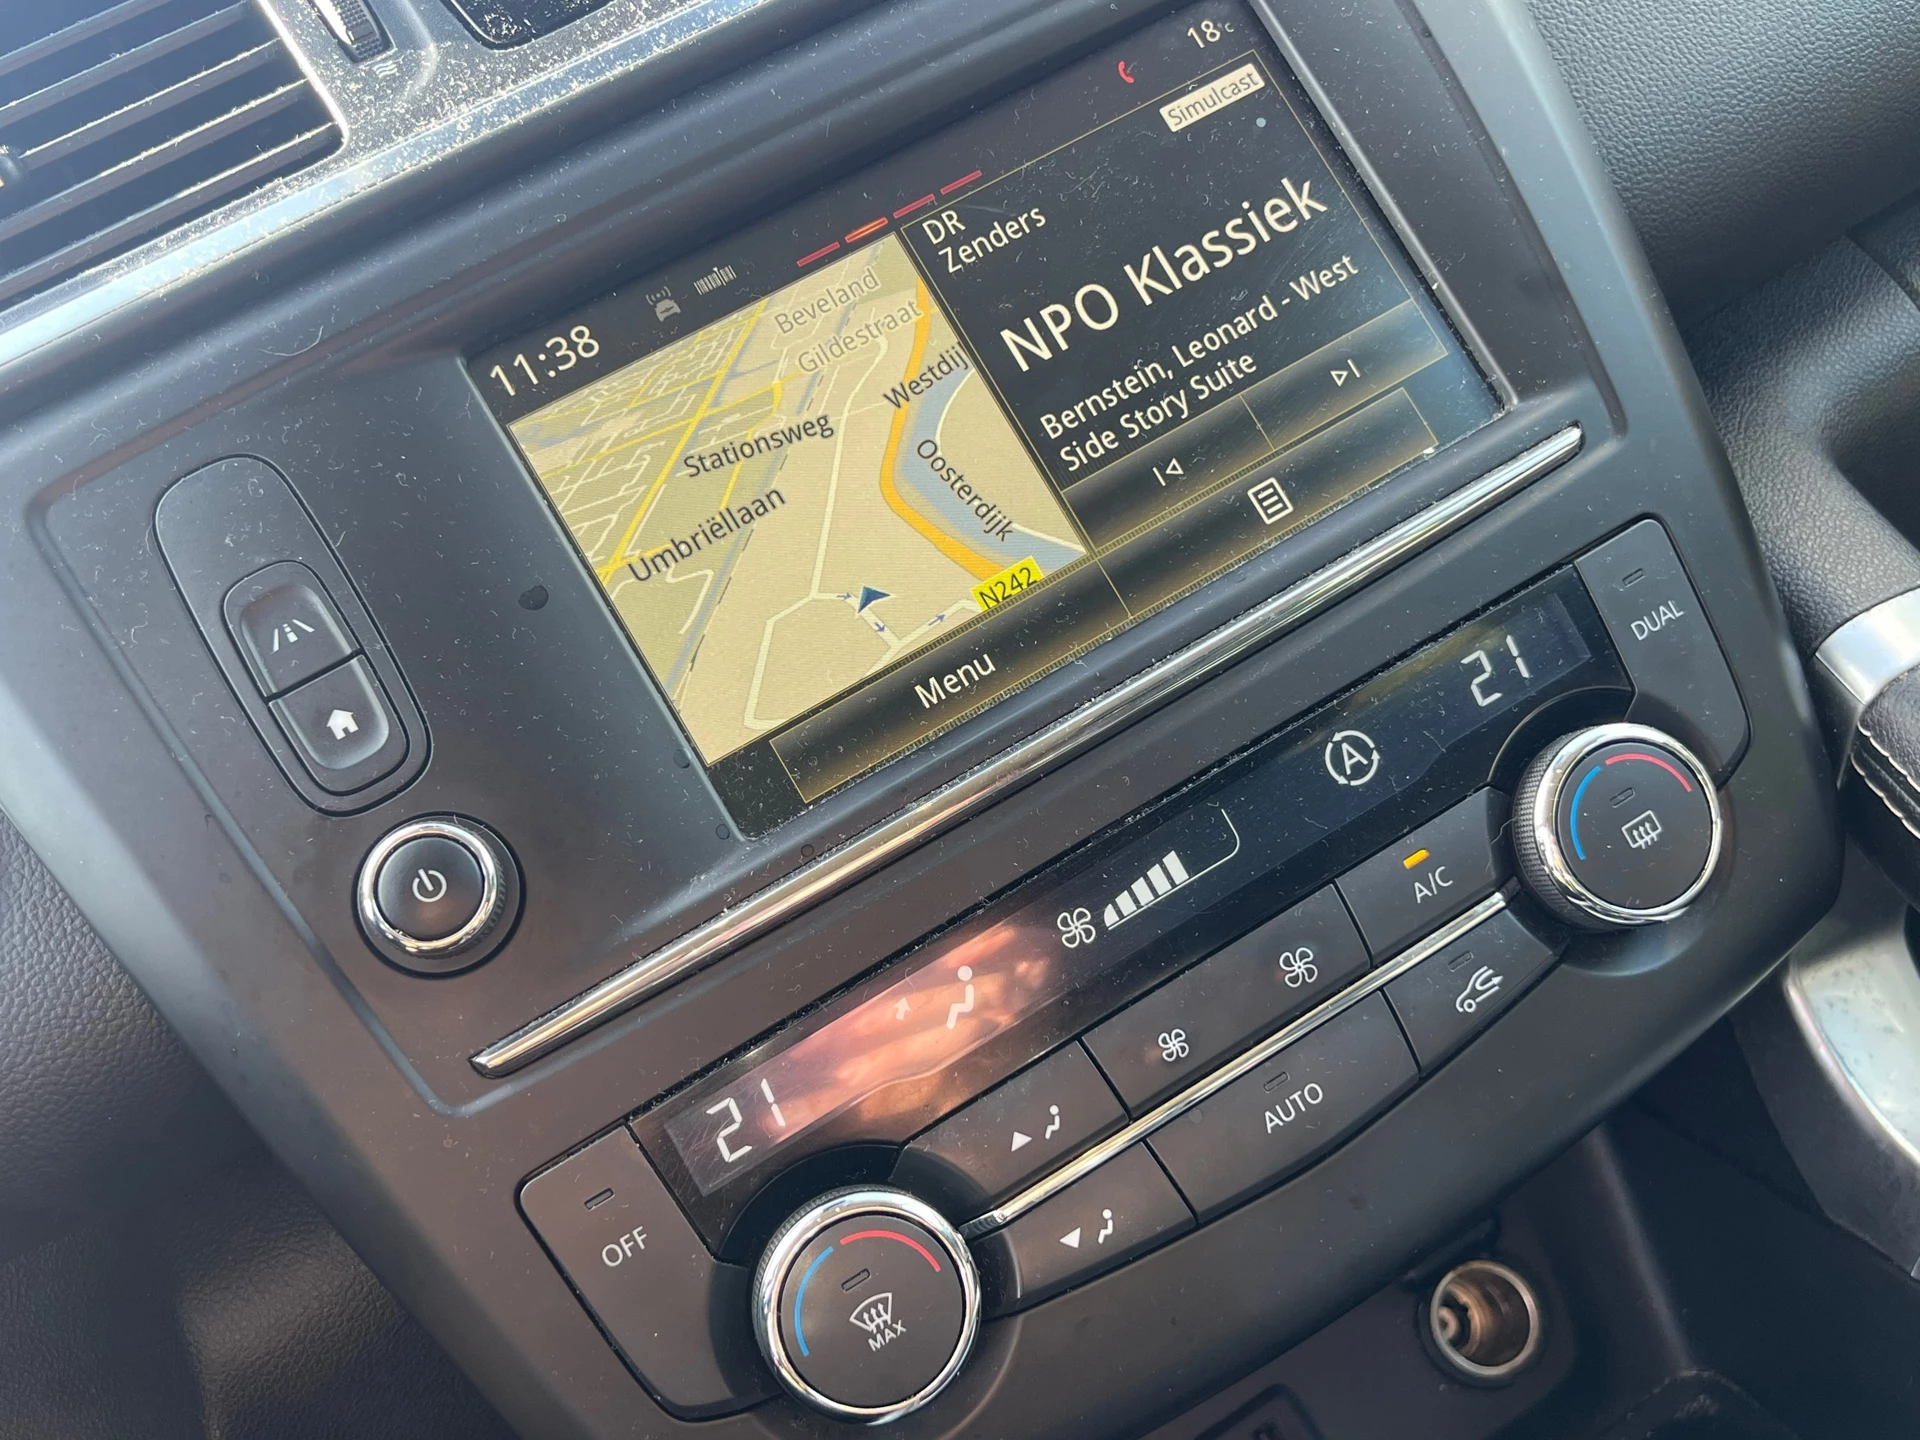 18°C
Simulcast
11:38
DR
Zenders
NPO Klassiek
Bernstein, Leonard - West
Side Story Suite
Beveland
Gildestraat
Westdij
Stationsweg
Oosterdijk
Umbriëllaan
N242
Menu
DUAL
21
A
A/C
21
AUTO
OFF
MAX